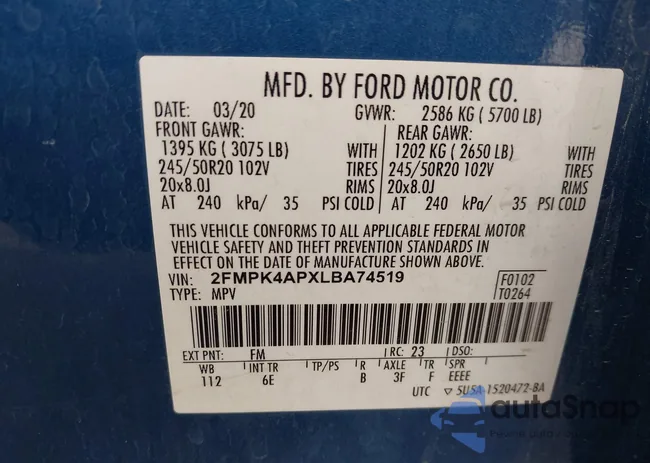 MFD. BY FORD MOTOR CO.
DATE: 03/20 GVWR: 2586 KG ( 5700 LB)
FRONT GAWR: REAR GAWR:
1395 KG ( 3075 LB) WITH 1202 KG ( 2650 LB) WITH
245/50R20 102V TIRES 245/50R20 102V TIRES
20x8.0J RIMS 20x8.0J RIMS
AT 240 kPa/ 35 PSI COLD AT 240 kPa/ 35 PSI COLD
THIS VEHICLE CONFORMS TO ALL APPLICABLE FEDERAL MOTOR
VEHICLE SAFETY AND THEFT PREVENTION STANDARDS IN
EFFECT ON THE DATE OF MANUFACTURE SHOWN ABOVE.
VIN: 2FMPK4APXLBA74519 F0102
TYPE: MPV T0264
EXT PNT: FM RC: 23 DSO:
WB INT TR TP/PS R AXLE TR SPR
112 6E B 3F F EEEE
UTC ▽ 5U5A-1520472-BA
autoSnap